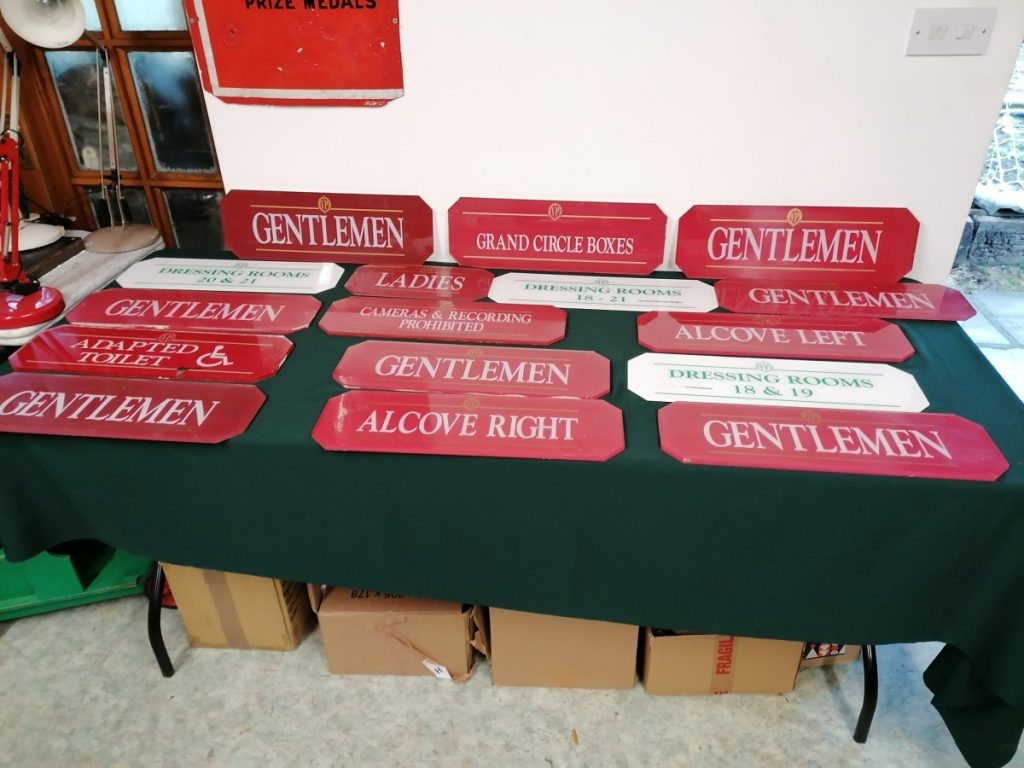 PRIZE MEDALS
GENTLEMEN
GRAND CIRCLE BOXES
GENTLEMEN
DRESSING ROOMS
20 & 21
LADIES
DRESSING ROOMS
18 - 21
GENTLEMEN
GENTLEMEN
CAMERAS & RECORDING
PROHIBITED
ALCOVE LEFT
ADAPTED
TOILET
GENTLEMEN
DRESSING ROOMS
18 & 19
GENTLEMEN
ALCOVE RIGHT
GENTLEMEN
FRAGIL
H